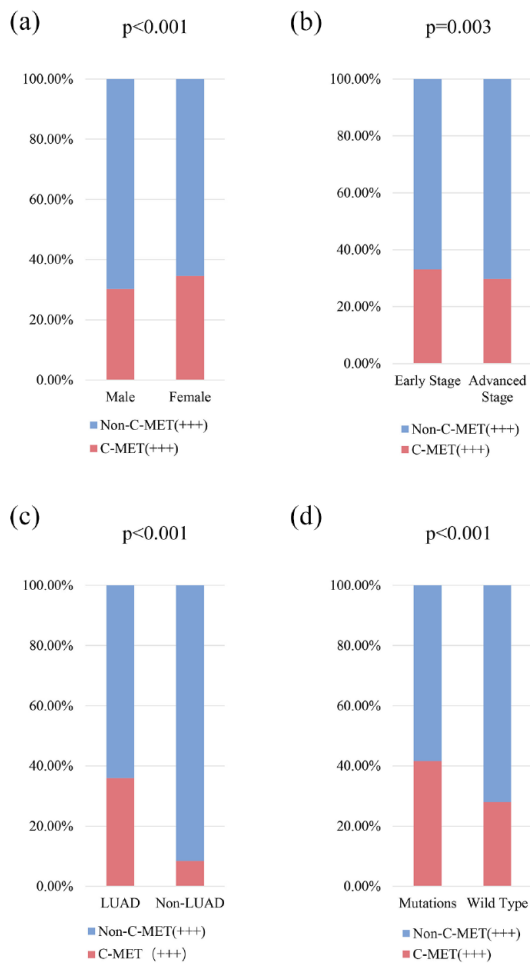 (a)
p<0.001
100.00%
80.00%
60.00%
40.00%
20.00%
0.00%
Male Female
Non-C-MET(+++)
C-MET(+++)
(b)
p=0.003
100.00%
80.00%
60.00%
40.00%
20.00%
0.00%
Early Stage Advanced
Stage
Non-C-MET(+++)
C-MET(+++)
(c)
p<0.001
100.00%
80.00%
60.00%
40.00%
20.00%
0.00%
LUAD Non-LUAD
Non-C-MET(+++)
C-MET （+++)
(d)
p<0.001
100.00%
80.00%
60.00%
40.00%
20.00%
0.00%
Mutations Wild Type
Non-C-MET(+++)
C-MET(+++)